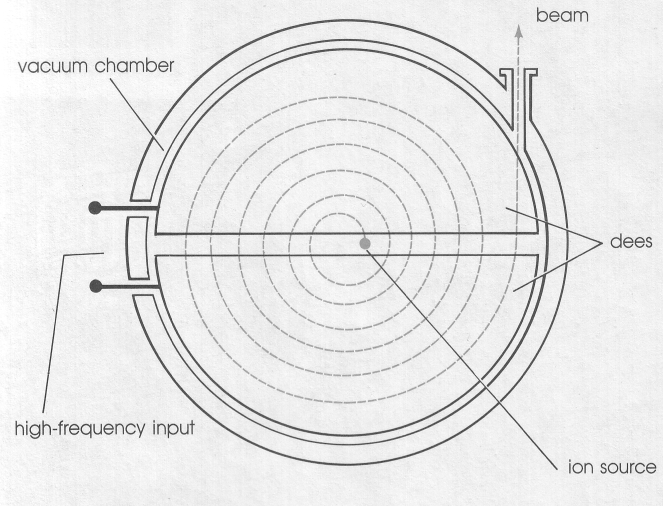 beam
vacuum chamber
dees
high-frequency input
ion source